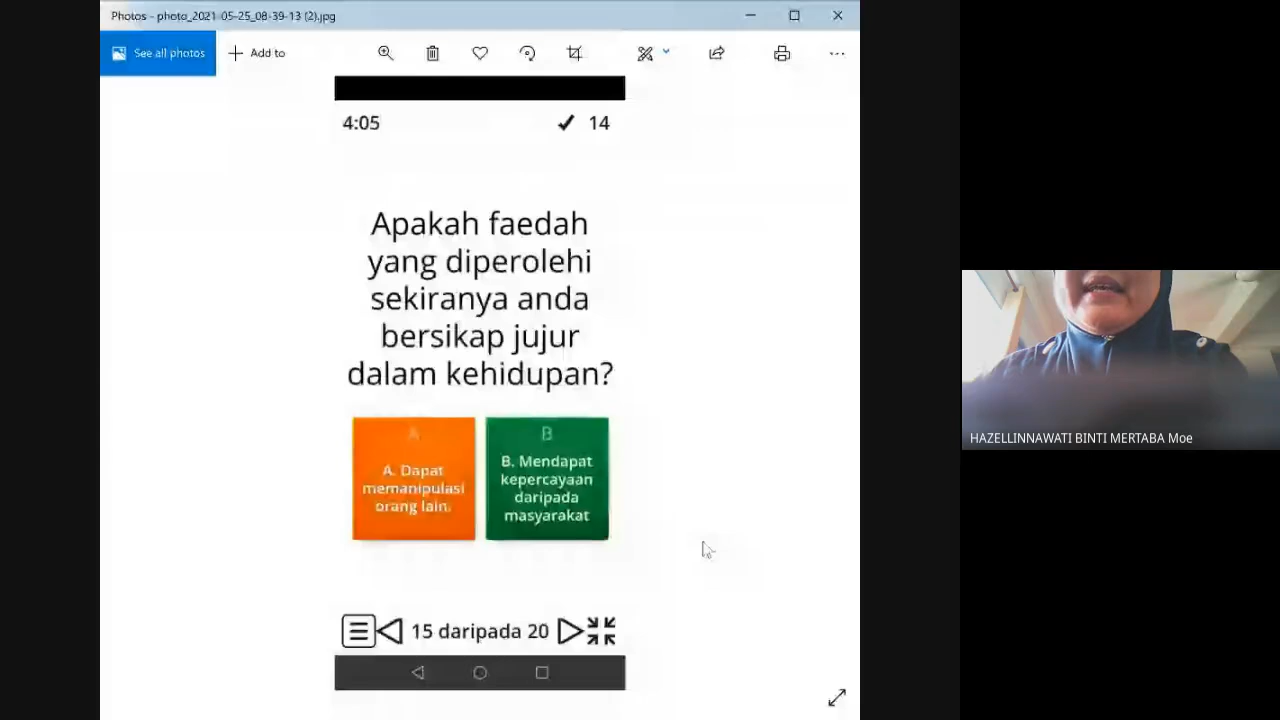 Photos - photo_2021-05-25_08-39-13 (2).jpg
See all photos
Add to
4:05
14
Apakah faedah
yang diperolehi
sekiranya anda
bersikap jujur
dalam kehidupan?
A
A. Dapat
memanipulasi
orang lain.
B
B. Mendapat
kepercayaan
daripada
masyarakat
15 daripada 20
HAZELLINNAWATI BINTI MERTABA Moe